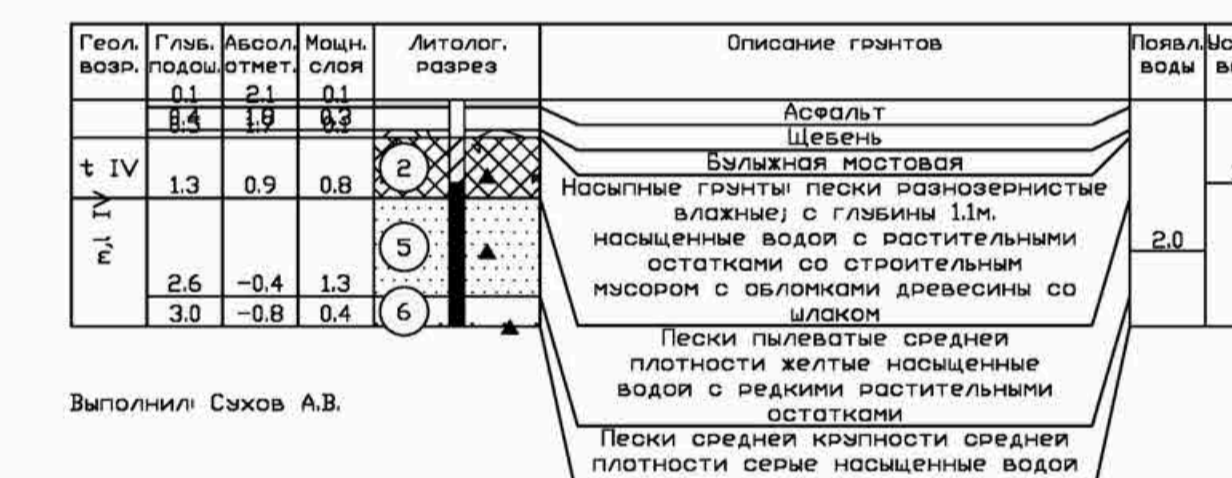 Геол. возр.
Глуб. подош.
Абсол. отмет.
Мощн. слоя
Литолог. разрез
Описание грунтов
Появл. воды
0.1 2.1 0.1
Асфальт
Щебень
Булыжная мостовая
t IV
1.3 0.9 0.8
2
Насыпные грунты: пески разнозернистые
влажные; с глубины 1.1м.
насыщенные водой с растительными
остатками со строительным
мусором с обломками древесины со
шлаком
m,l IV
5
2.0
2.6 -0.4 1.3
3.0 -0.8 0.4
6
Пески пылеватые средней
плотности желтые насыщенные
водой с редкими растительными
остатками
Пески средней крупности средней
плотности серые насыщенные водой
Выполнил: Сухов А.В.